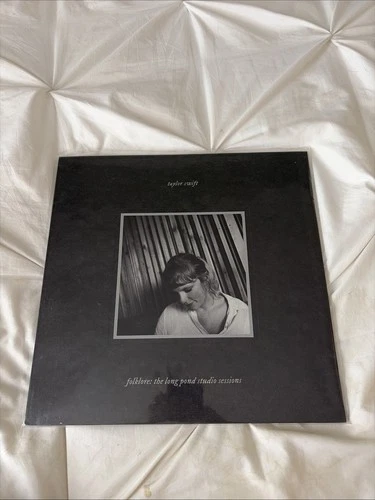 taylor swift
folklore: the long pond studio sessions